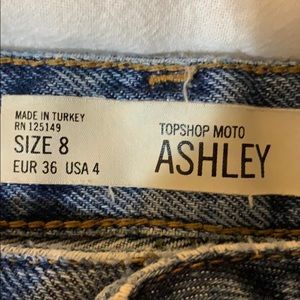 MADE IN TURKEY
RN 125149
SIZE 8
EUR 36 USA 4
TOPSHOP MOTO
ASHLEY